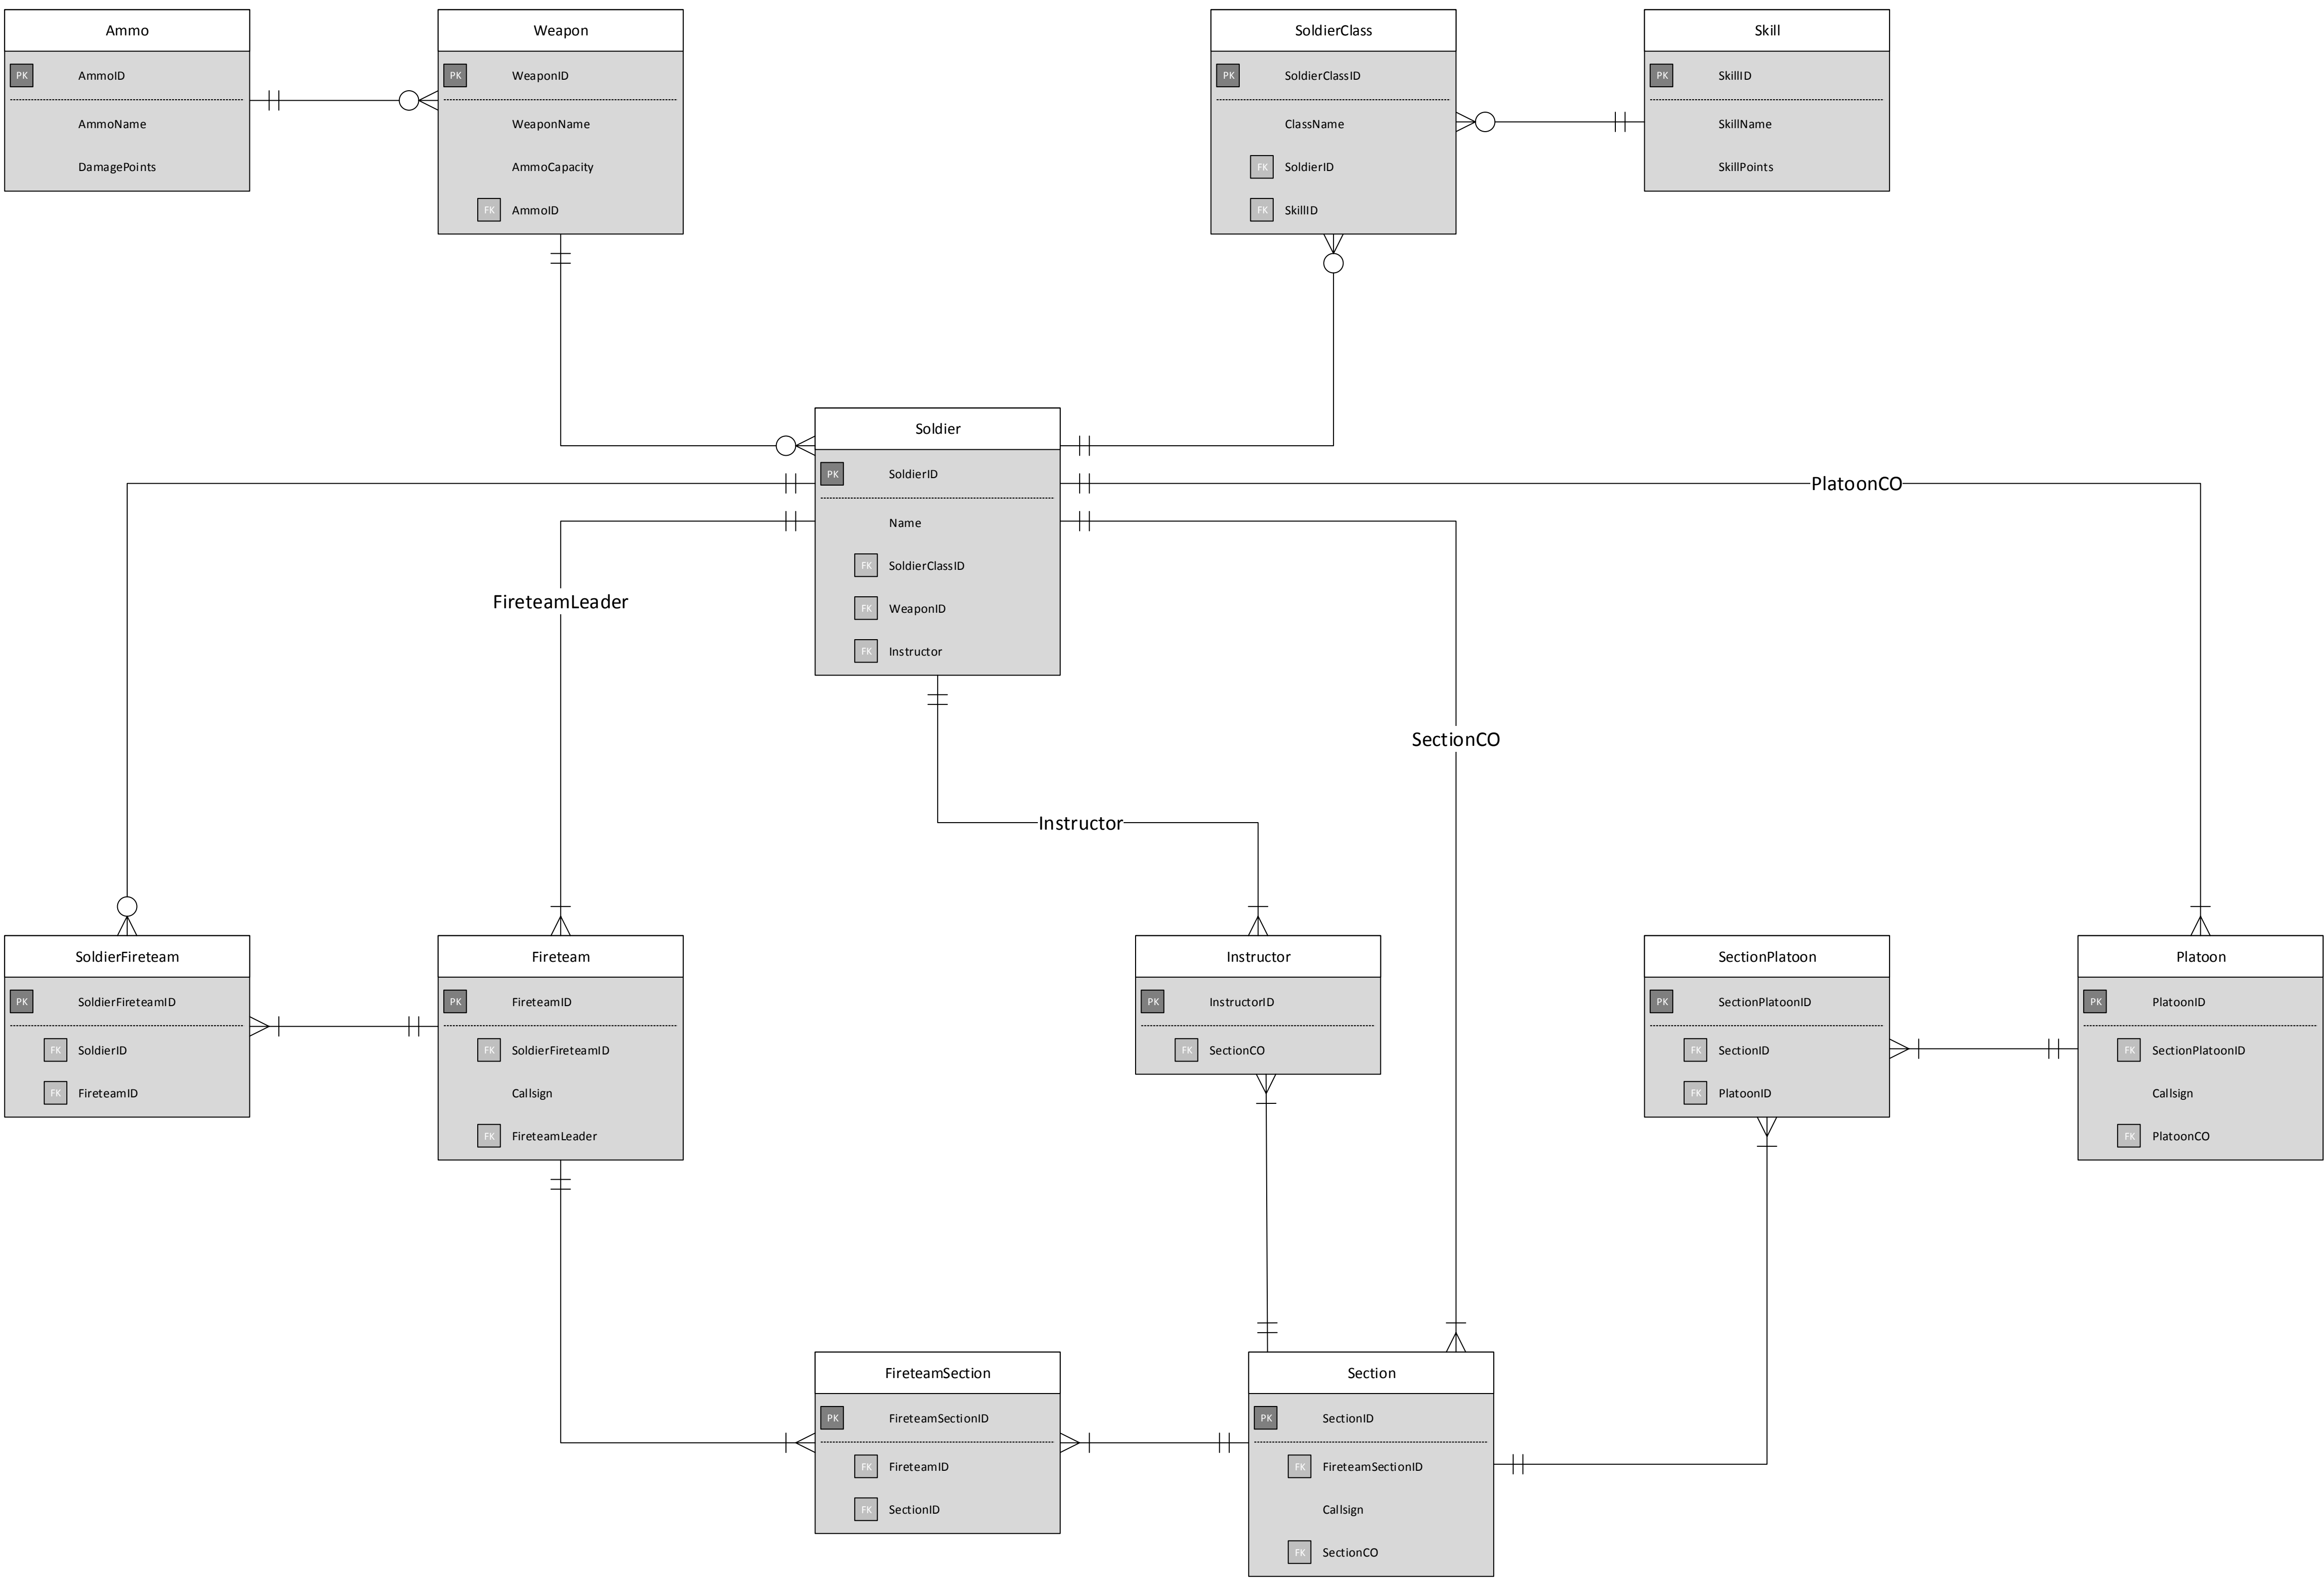 Ammo
PK AmmoID
AmmoName
DamagePoints
Weapon
PK WeaponID
WeaponName
AmmoCapacity
FK AmmoID
SoldierClass
PK SoldierClassID
ClassName
FK SoldierID
FK SkillID
Skill
PK SkillID
SkillName
SkillPoints
Soldier
PK SoldierID
Name
FK SoldierClassID
FK WeaponID
FK Instructor
PlatoonCO
FireteamLeader
SectionCO
Instructor
SoldierFireteam
PK SoldierFireteamID
FK SoldierID
FK FireteamID
Fireteam
PK FireteamID
FK SoldierFireteamID
Callsign
FK FireteamLeader
Instructor
PK InstructorID
FK SectionCO
SectionPlatoon
PK SectionPlatoonID
FK SectionID
FK PlatoonID
Platoon
PK PlatoonID
FK SectionPlatoonID
Callsign
FK PlatoonCO
FireteamSection
PK FireteamSectionID
FK FireteamID
FK SectionID
Section
PK SectionID
FK FireteamSectionID
Callsign
FK SectionCO